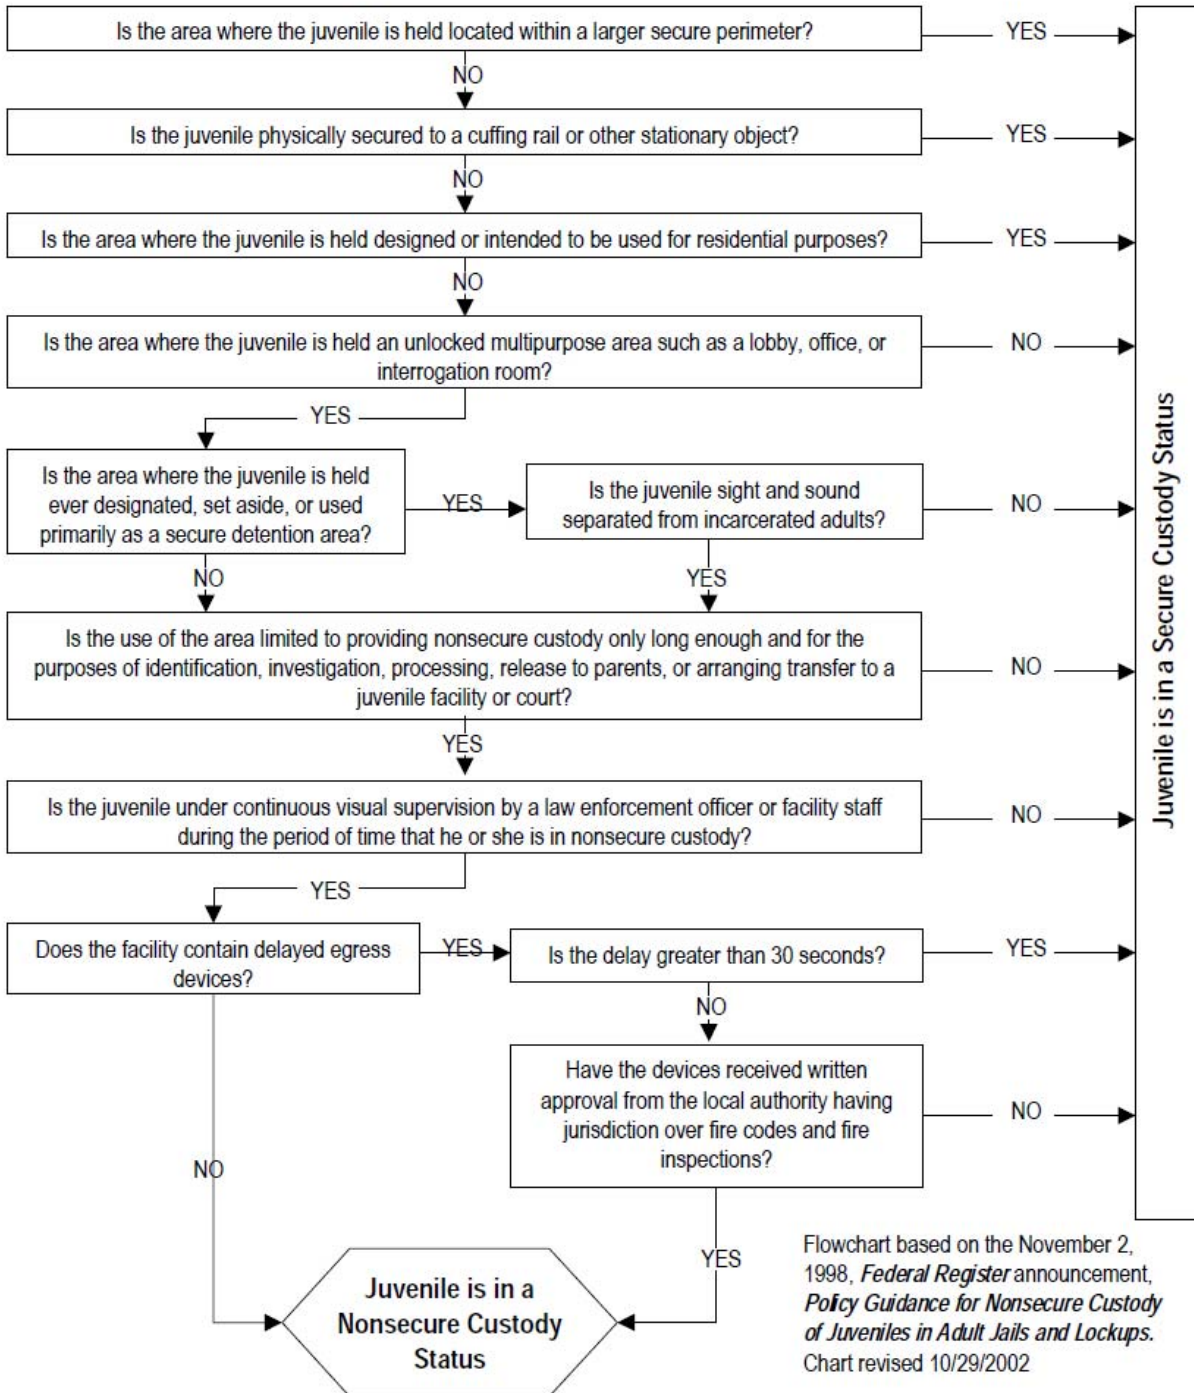 Is the area where the juvenile is held located within a larger secure perimeter?
YES
NO
Is the juvenile physically secured to a cuffing rail or other stationary object?
YES
NO
Is the area where the juvenile is held designed or intended to be used for residential purposes?
YES
NO
Is the area where the juvenile is held an unlocked multipurpose area such as a lobby, office, or
interrogation room?
NO
YES
Is the area where the juvenile is held
ever designated, set aside, or used
primarily as a secure detention area?
YES
Is the juvenile sight and sound
separated from incarcerated adults?
NO
NO
YES
Is the use of the area limited to providing nonsecure custody only long enough and for the
purposes of identification, investigation, processing, release to parents, or arranging transfer to a
juvenile facility or court?
NO
YES
Is the juvenile under continuous visual supervision by a law enforcement officer or facility staff
during the period of time that he or she is in nonsecure custody?
NO
YES
Does the facility contain delayed egress
devices?
YES
Is the delay greater than 30 seconds?
YES
NO
Have the devices received written
approval from the local authority having
jurisdiction over fire codes and fire
inspections?
NO
NO
YES
Juvenile is in a
Nonsecure Custody
Status
Juvenile is in a Secure Custody Status
Flowchart based on the November 2,
1998, Federal Register announcement,
Policy Guidance for Nonsecure Custody
of Juveniles in Adult Jails and Lockups.
Chart revised 10/29/2002